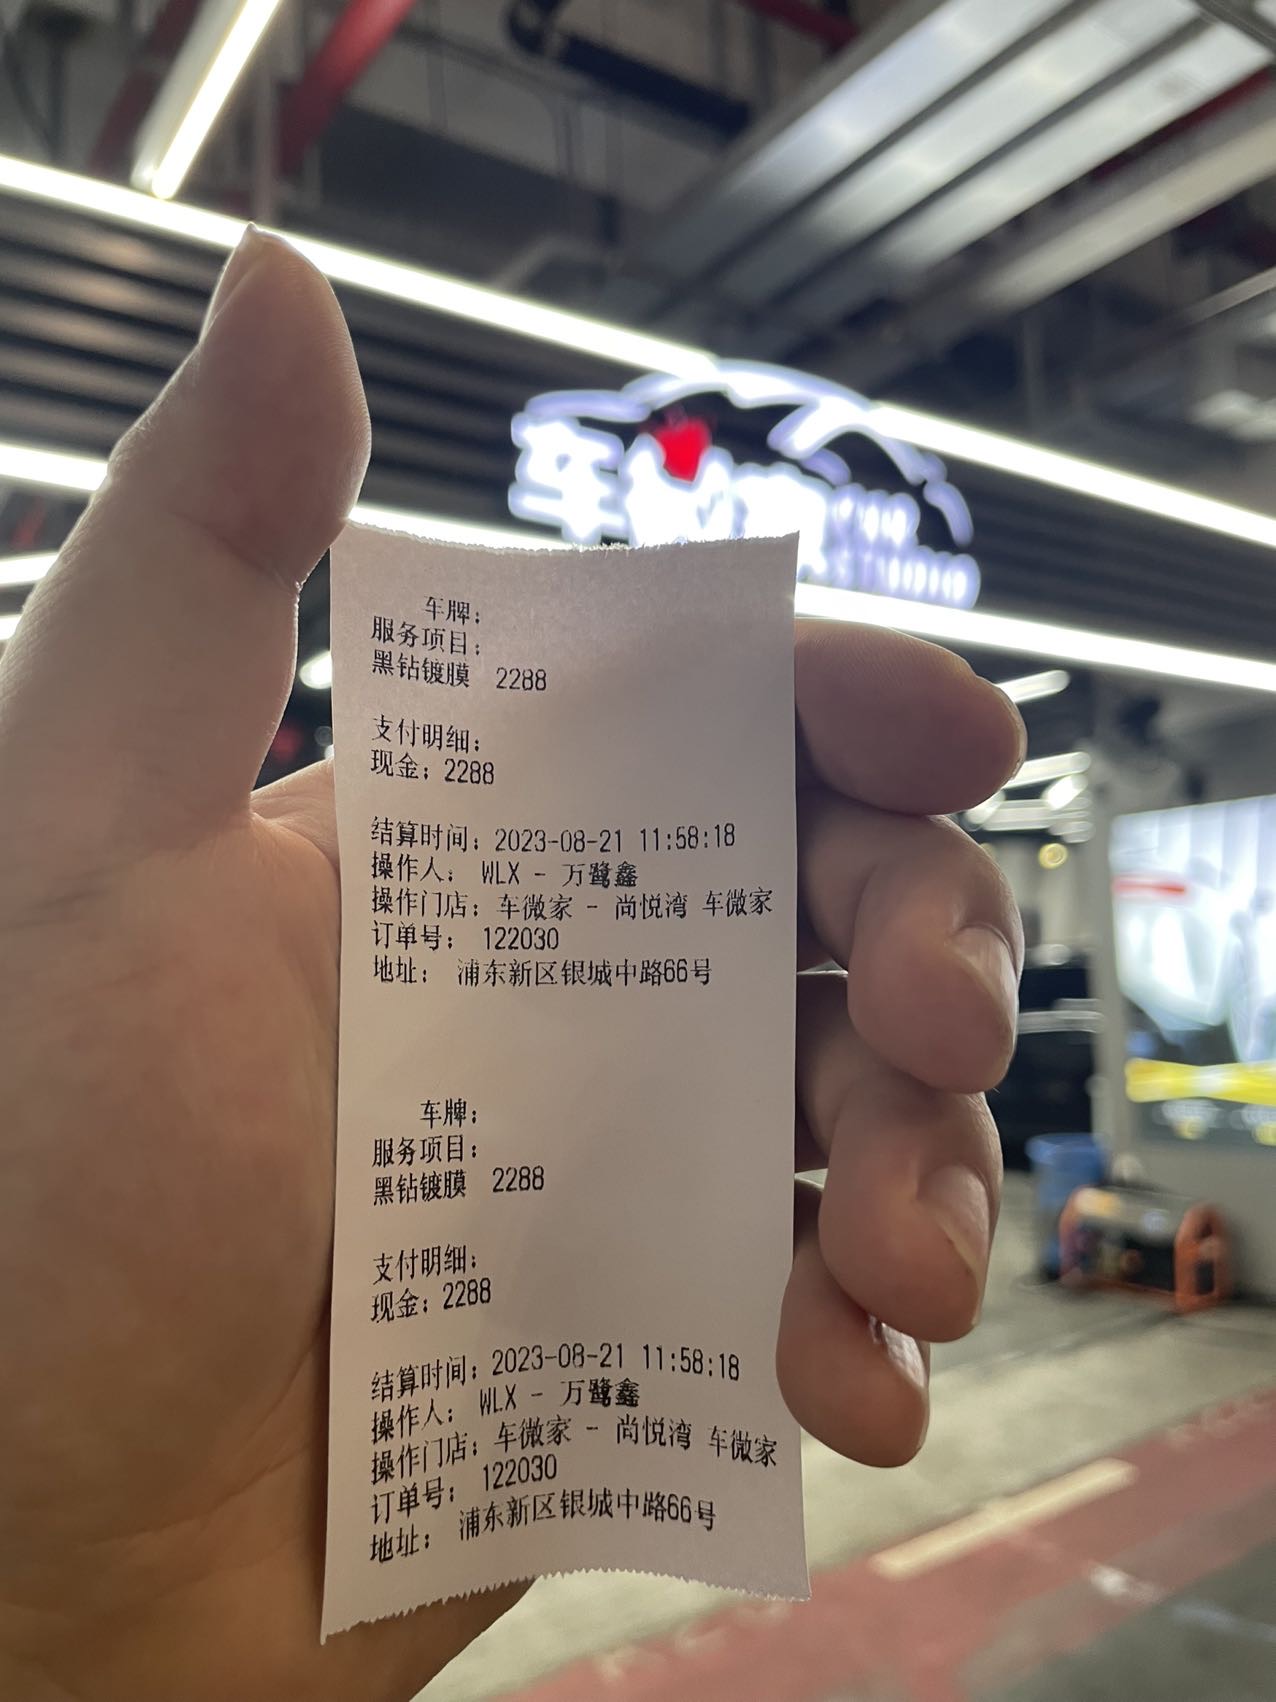 车微家
车牌：
服务项目：
黑钻镀膜 2288
支付明细：
现金：2288
结算时间：2023-08-21 11:58:18
操作人： WLX - 万鹭鑫
操作门店：车微家 - 尚悦湾 车微家
订单号： 122030
地址： 浦东新区银城中路66号
车牌：
服务项目：
黑钻镀膜 2288
支付明细：
现金：2288
结算时间：2023-08-21 11:58:18
操作人： WLX - 万鹭鑫
操作门店：车微家 - 尚悦湾 车微家
订单号： 122030
地址： 浦东新区银城中路66号